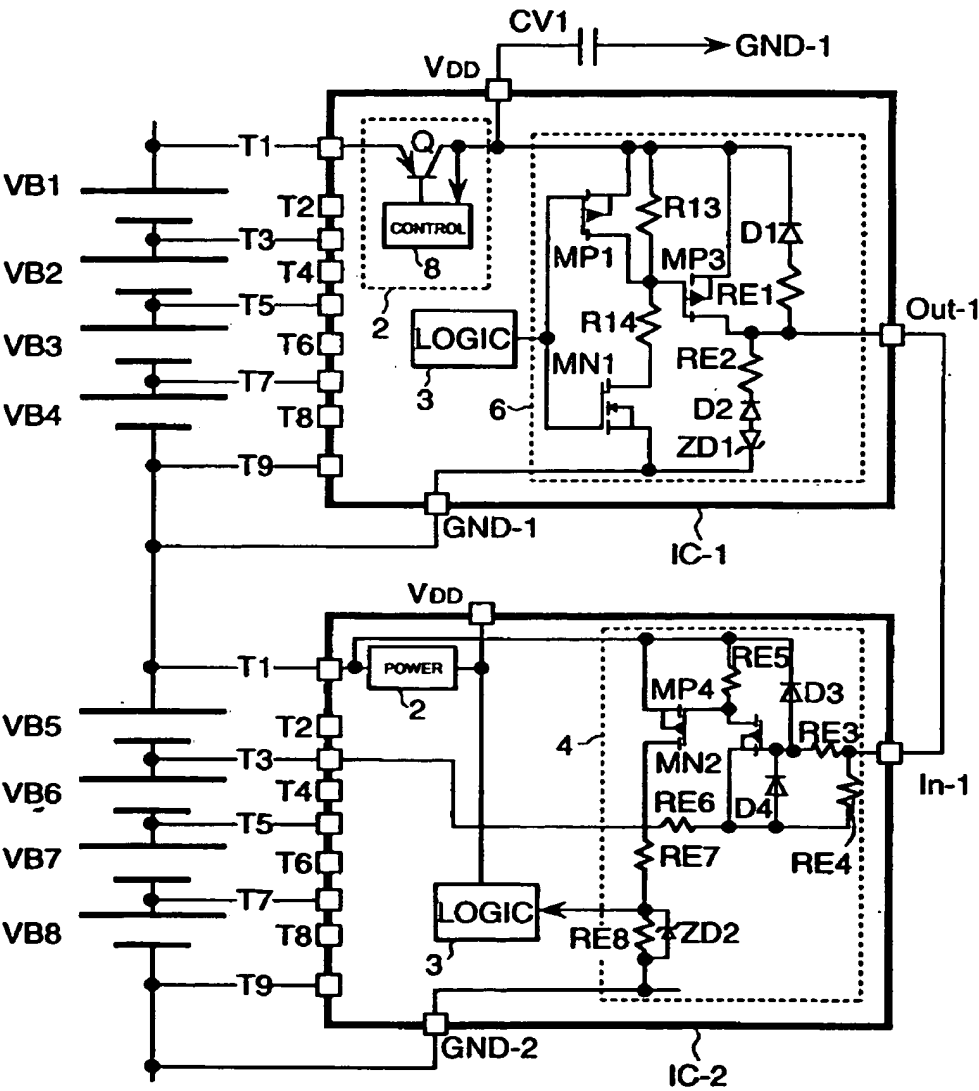 CV1
GND-1
VDD
T1
Q
VB1
T2
CONTROL
R13
D1
T3
8
MP1
MP3
VB2
T4
RE1
T5
2
Out-1
LOGIC
R14
VB3
T6
MN1
RE2
T7
3
6
D2
VB4
T8
ZD1
T9
GND-1
IC-1
VDD
T1
POWER
RE5
2
MP4
D3
VB5
T2
RE3
4
T3
MN2
In-1
VB6
T4
RE6
D4
T5
RE7
RE4
VB7
T6
T7
LOGIC
VB8
T8
RE8
ZD2
3
T9
GND-2
IC-2